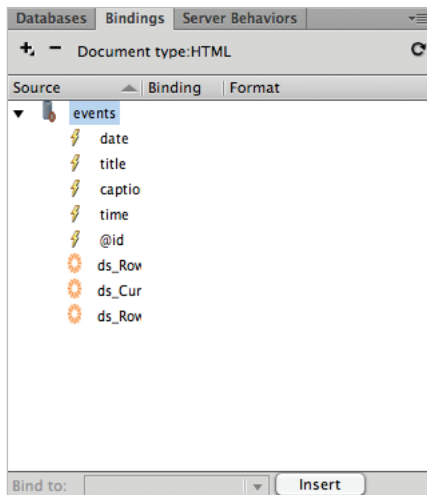 Databases Bindings Server Behaviors
Document type:HTML
Source Binding Format
events
date
title
captio
time
@id
ds_Row
ds_Cur
ds_Row
Bind to: Insert